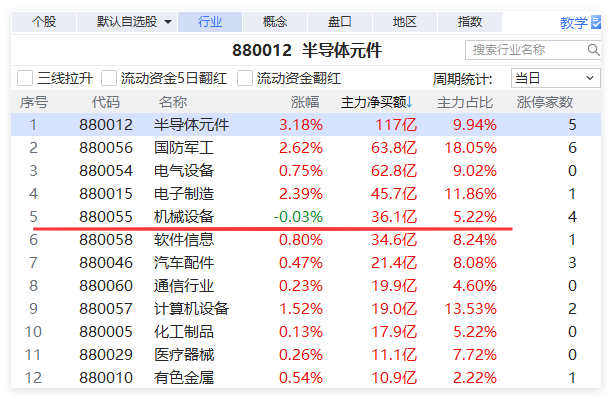 个股 默认自选股 行业 概念 盘口 地区 指数 教学
880012 半导体元件 搜索行业名称
三线拉升 流动资金5日翻红 流动资金翻红 周期统计: 当日
序号 代码 名称 涨幅 主力净买额↓ 主力占比 涨停家数
1 880012 半导体元件 3.18% 117亿 9.94% 5
2 880056 国防军工 2.62% 63.8亿 18.05% 6
3 880054 电气设备 0.75% 62.8亿 9.02% 0
4 880015 电子制造 2.39% 45.7亿 11.86% 1
5 880055 机械设备 -0.03% 36.1亿 5.22% 4
6 880058 软件信息 0.80% 34.6亿 8.24% 1
7 880046 汽车配件 0.47% 21.4亿 8.08% 3
8 880060 通信行业 0.23% 19.9亿 4.60% 0
9 880057 计算机设备 1.52% 19.0亿 13.53% 2
10 880005 化工制品 0.13% 17.9亿 5.22% 0
11 880029 医疗器械 0.26% 11.1亿 7.72% 0
12 880010 有色金属 0.54% 10.9亿 2.22% 1